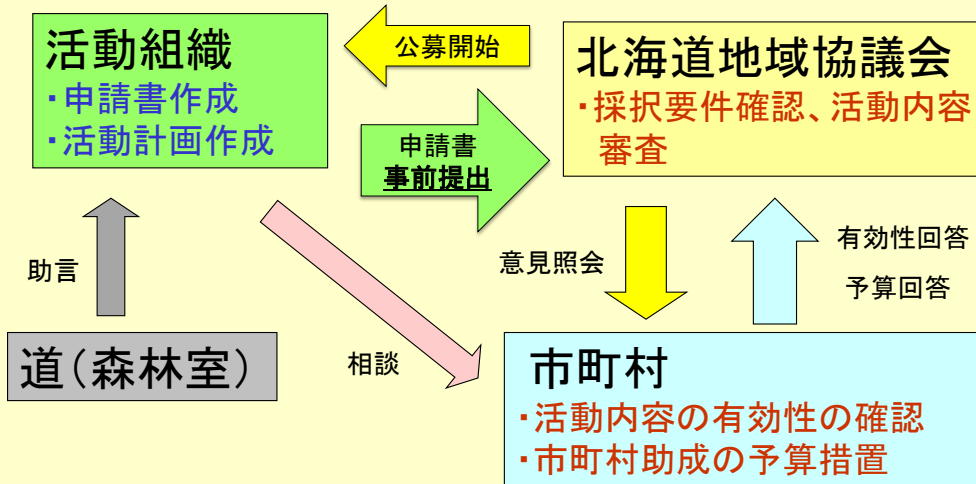 活動組織
・申請書作成
・活動計画作成
公募開始
北海道地域協議会
・採択要件確認、活動内容
審査
申請書
事前提出
助言
意見照会
有効性回答
予算回答
道(森林室)
相談
市町村
・活動内容の有効性の確認
・市町村助成の予算措置